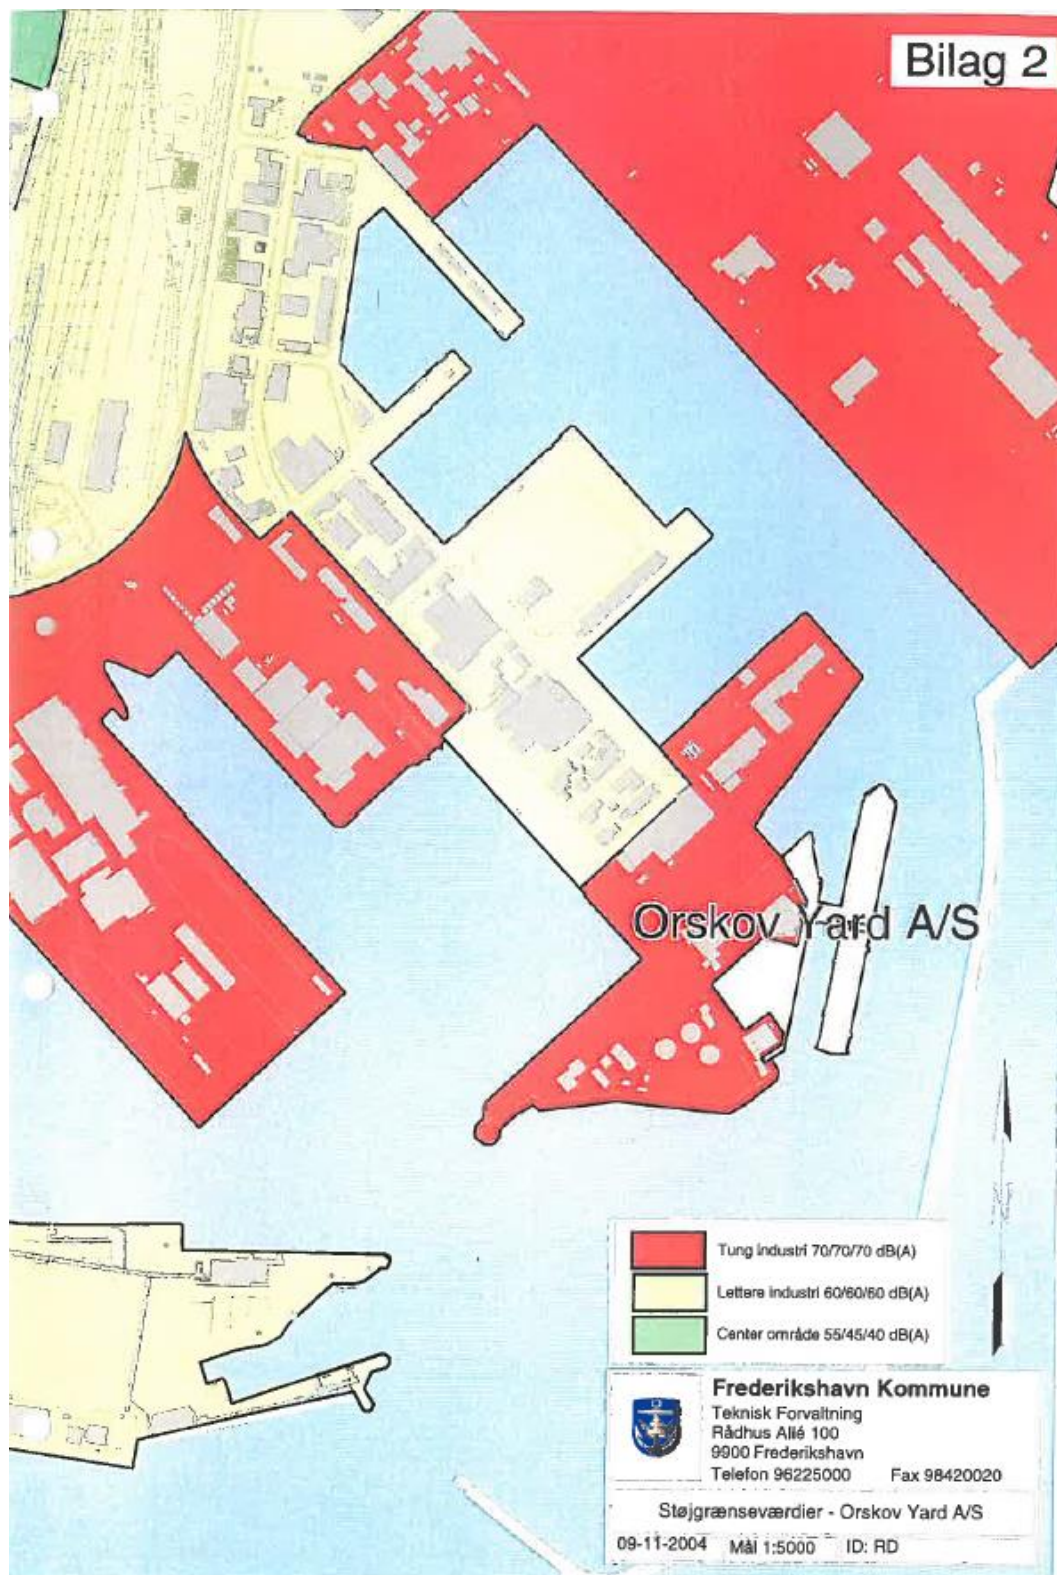 Bilag 2
Orskov Yard A/S
Tung industri 70/70/70 dB(A)
Lettere industri 60/60/60 dB(A)
Center område 55/45/40 dB(A)
Frederikshavn Kommune
Teknisk Forvaltning
Rådhus Allé 100
9900 Frederikshavn
Telefon 96225000 Fax 98420020
Støjgrænseværdier - Orskov Yard A/S
09-11-2004 Mål 1:5000 ID: RD